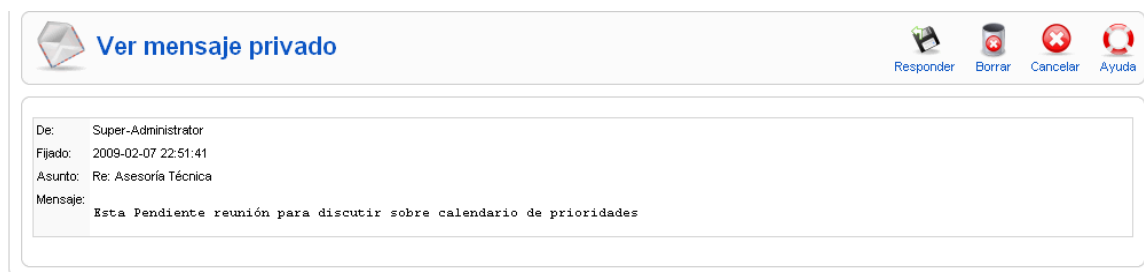 Ver mensaje privado
Responder Borrar Cancelar Ayuda
De: Super-Administrator
Fijado: 2009-02-07 22:51:41
Asunto: Re: Asesoría Técnica
Mensaje:
Esta Pendiente reunión para discutir sobre calendario de prioridades